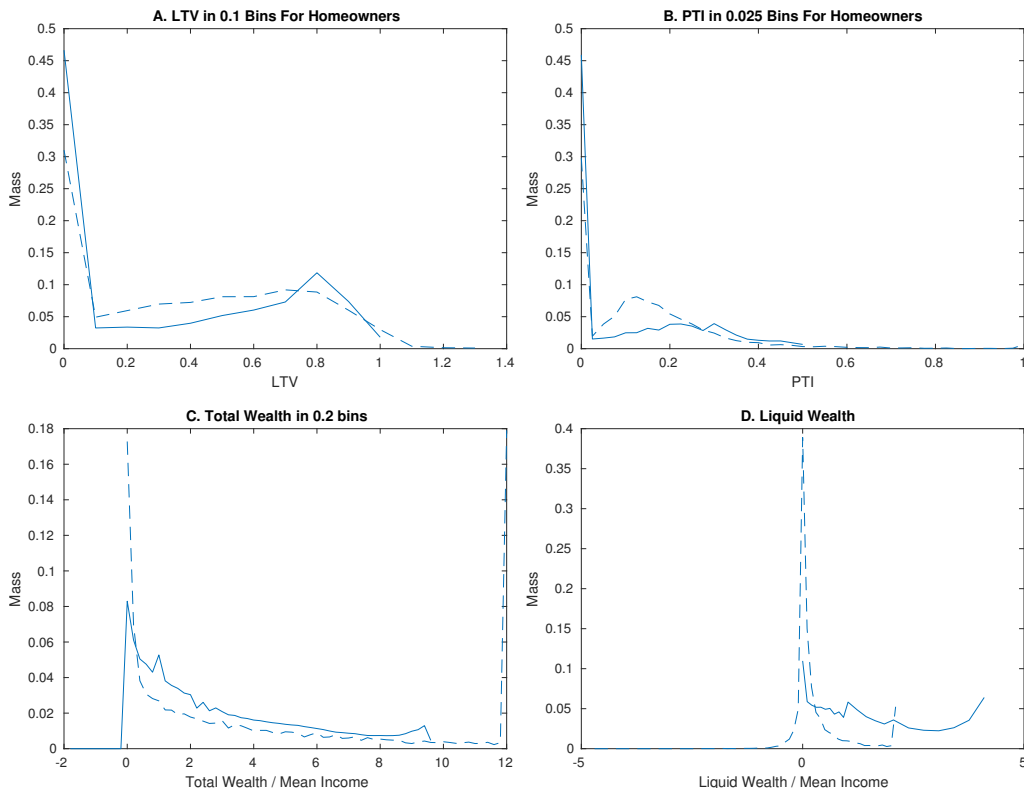 A. LTV in 0.1 Bins For Homeowners
0.5
0.45
0.4
0.35
0.3
0.25
0.2
0.15
0.1
0.05
0
Mass
0 0.2 0.4 0.6 0.8 1 1.2 1.4
LTV
B. PTI in 0.025 Bins For Homeowners
0.5
0.45
0.4
0.35
0.3
0.25
0.2
0.15
0.1
0.05
0
Mass
0 0.2 0.4 0.6 0.8 1
PTI
C. Total Wealth in 0.2 bins
0.18
0.16
0.14
0.12
0.1
0.08
0.06
0.04
0.02
0
Mass
-2 0 2 4 6 8 10 12
Total Wealth / Mean Income
D. Liquid Wealth
0.4
0.35
0.3
0.25
0.2
0.15
0.1
0.05
0
Mass
-5 0 5
Liquid Wealth / Mean Income